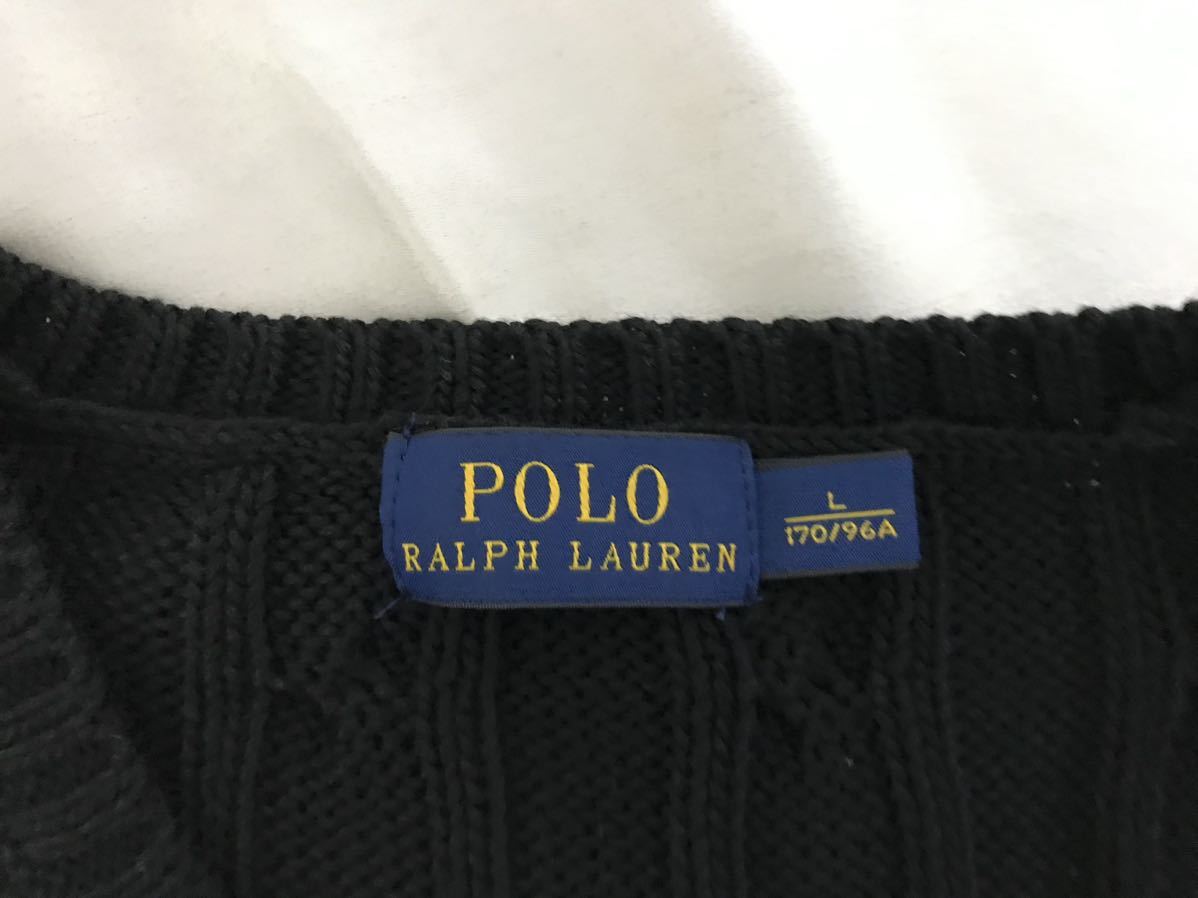 POLO
RALPH LAUREN
L
170/96A